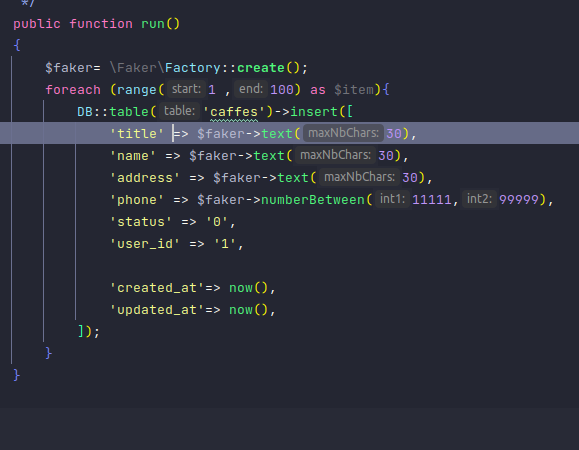 */
public function run()
{
$faker= \Faker\Factory::create();
foreach (range( start: 1 , end: 100) as $item){
DB::table( table: 'caffes')->insert([
'title' => $faker->text( maxNbChars: 30),
'name' => $faker->text( maxNbChars: 30),
'address' => $faker->text( maxNbChars: 30),
'phone' => $faker->numberBetween( int1: 11111, int2: 99999),
'status' => '0',
'user_id' => '1',
'created_at'=> now(),
'updated_at'=> now(),
]);
}
}